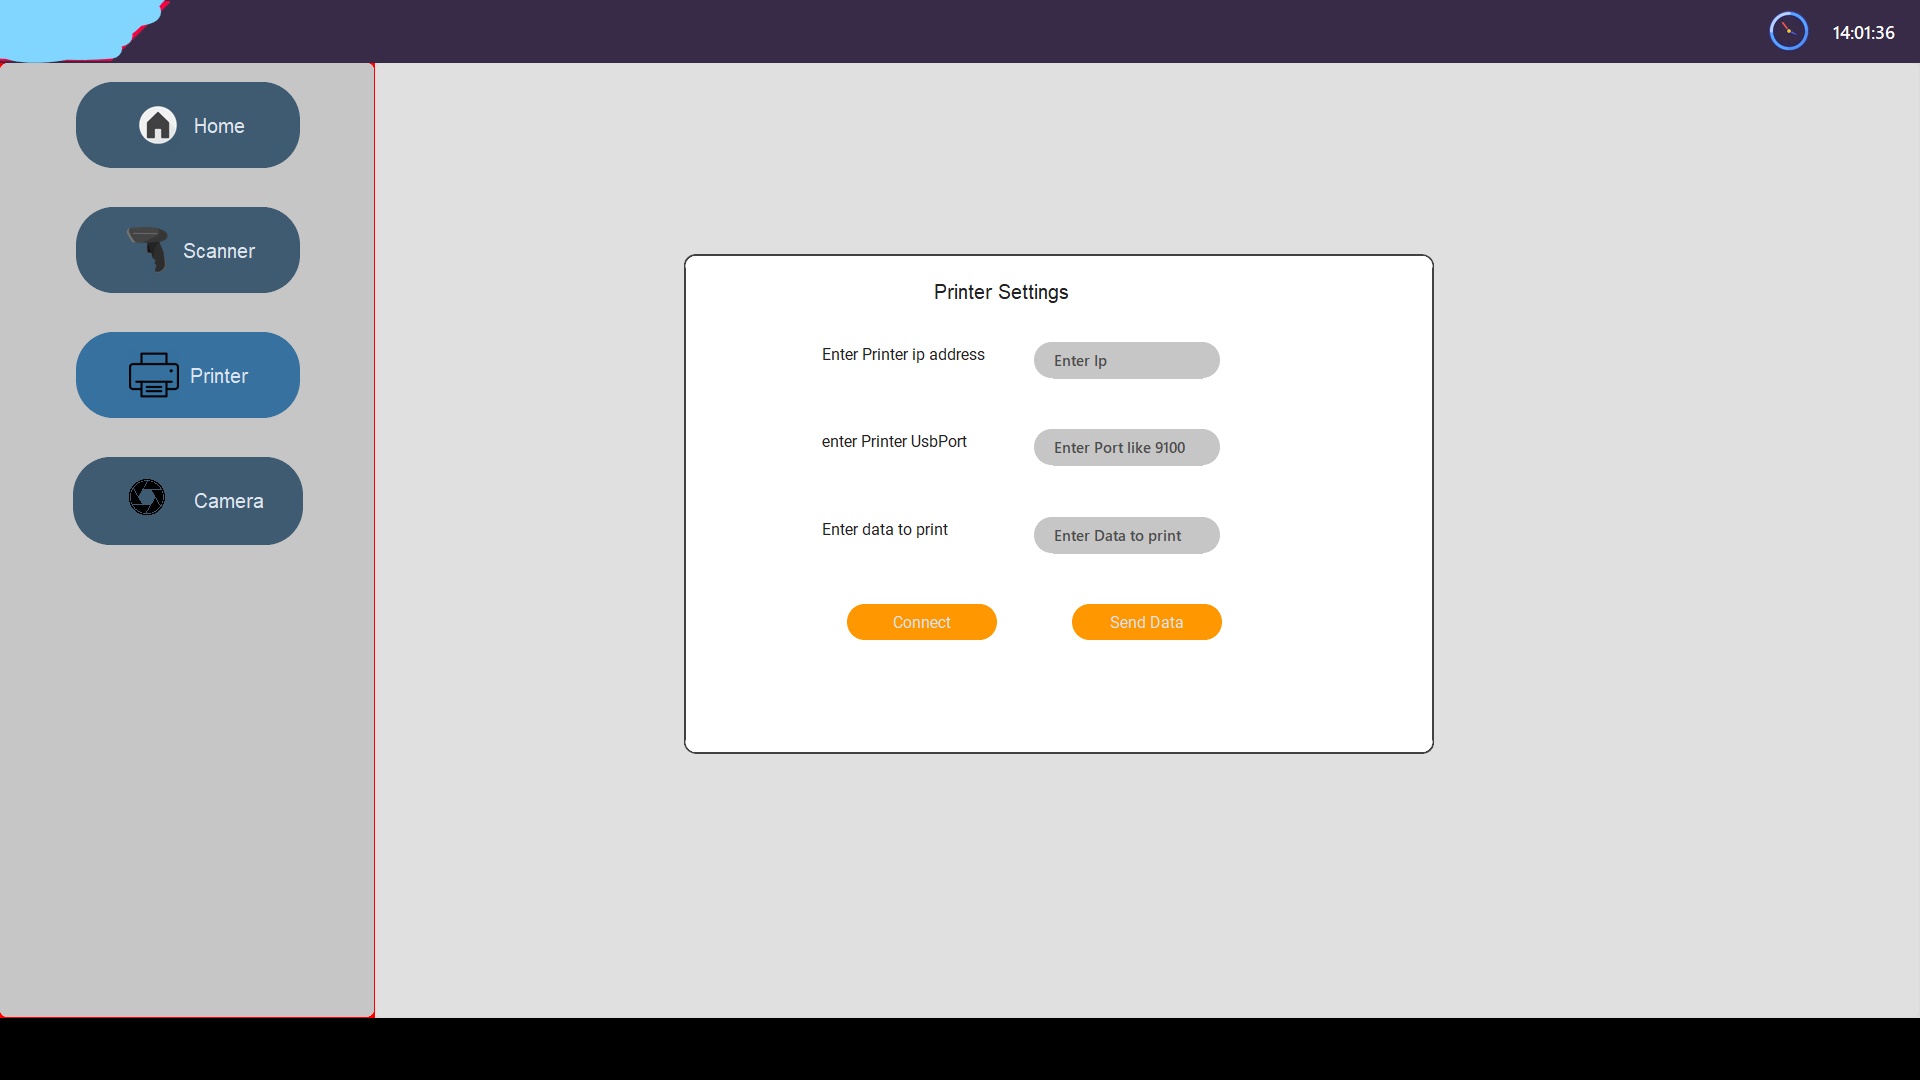 14:01:36
Home
Scanner
Printer
Camera
Printer Settings
Enter Printer ip address
Enter Ip
enter Printer UsbPort
Enter Port like 9100
Enter data to print
Enter Data to print
Connect
Send Data